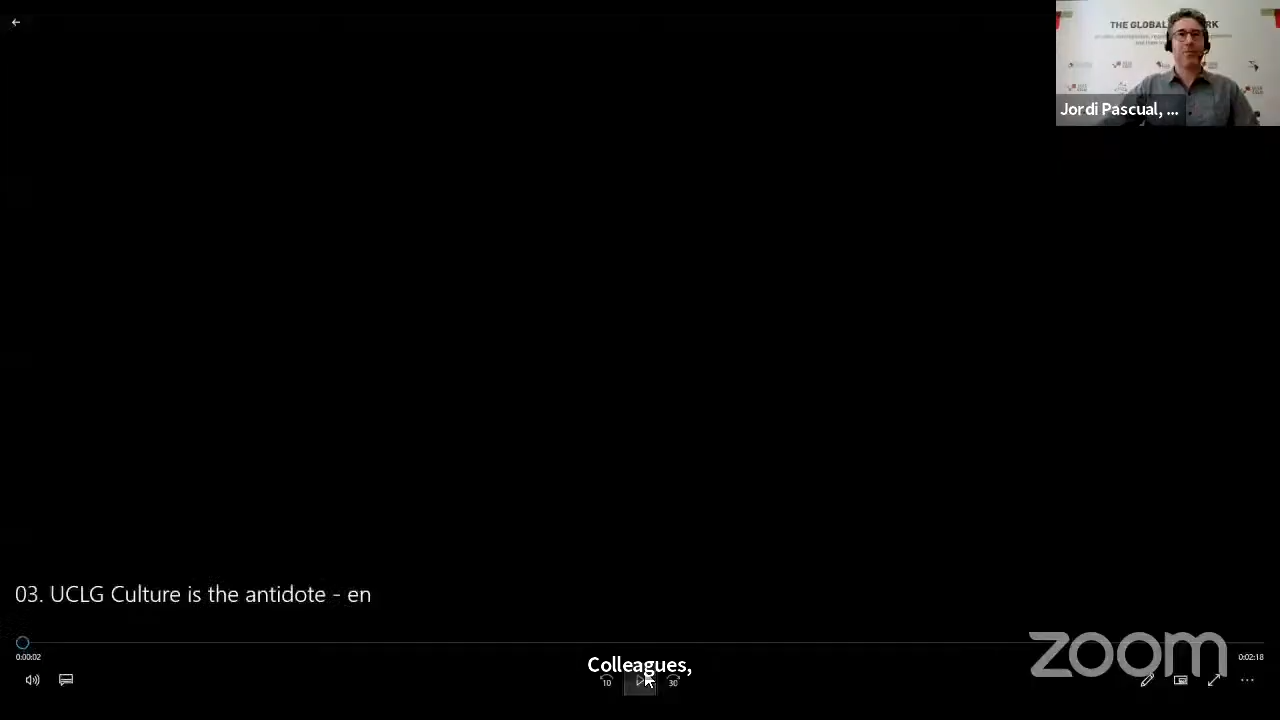 THE GLOBAL
RK
Jordi Pascual, ...
03. UCLG Culture is the antidote - en
0:00:02
Colleagues,
zoom
0:02:18
10
30